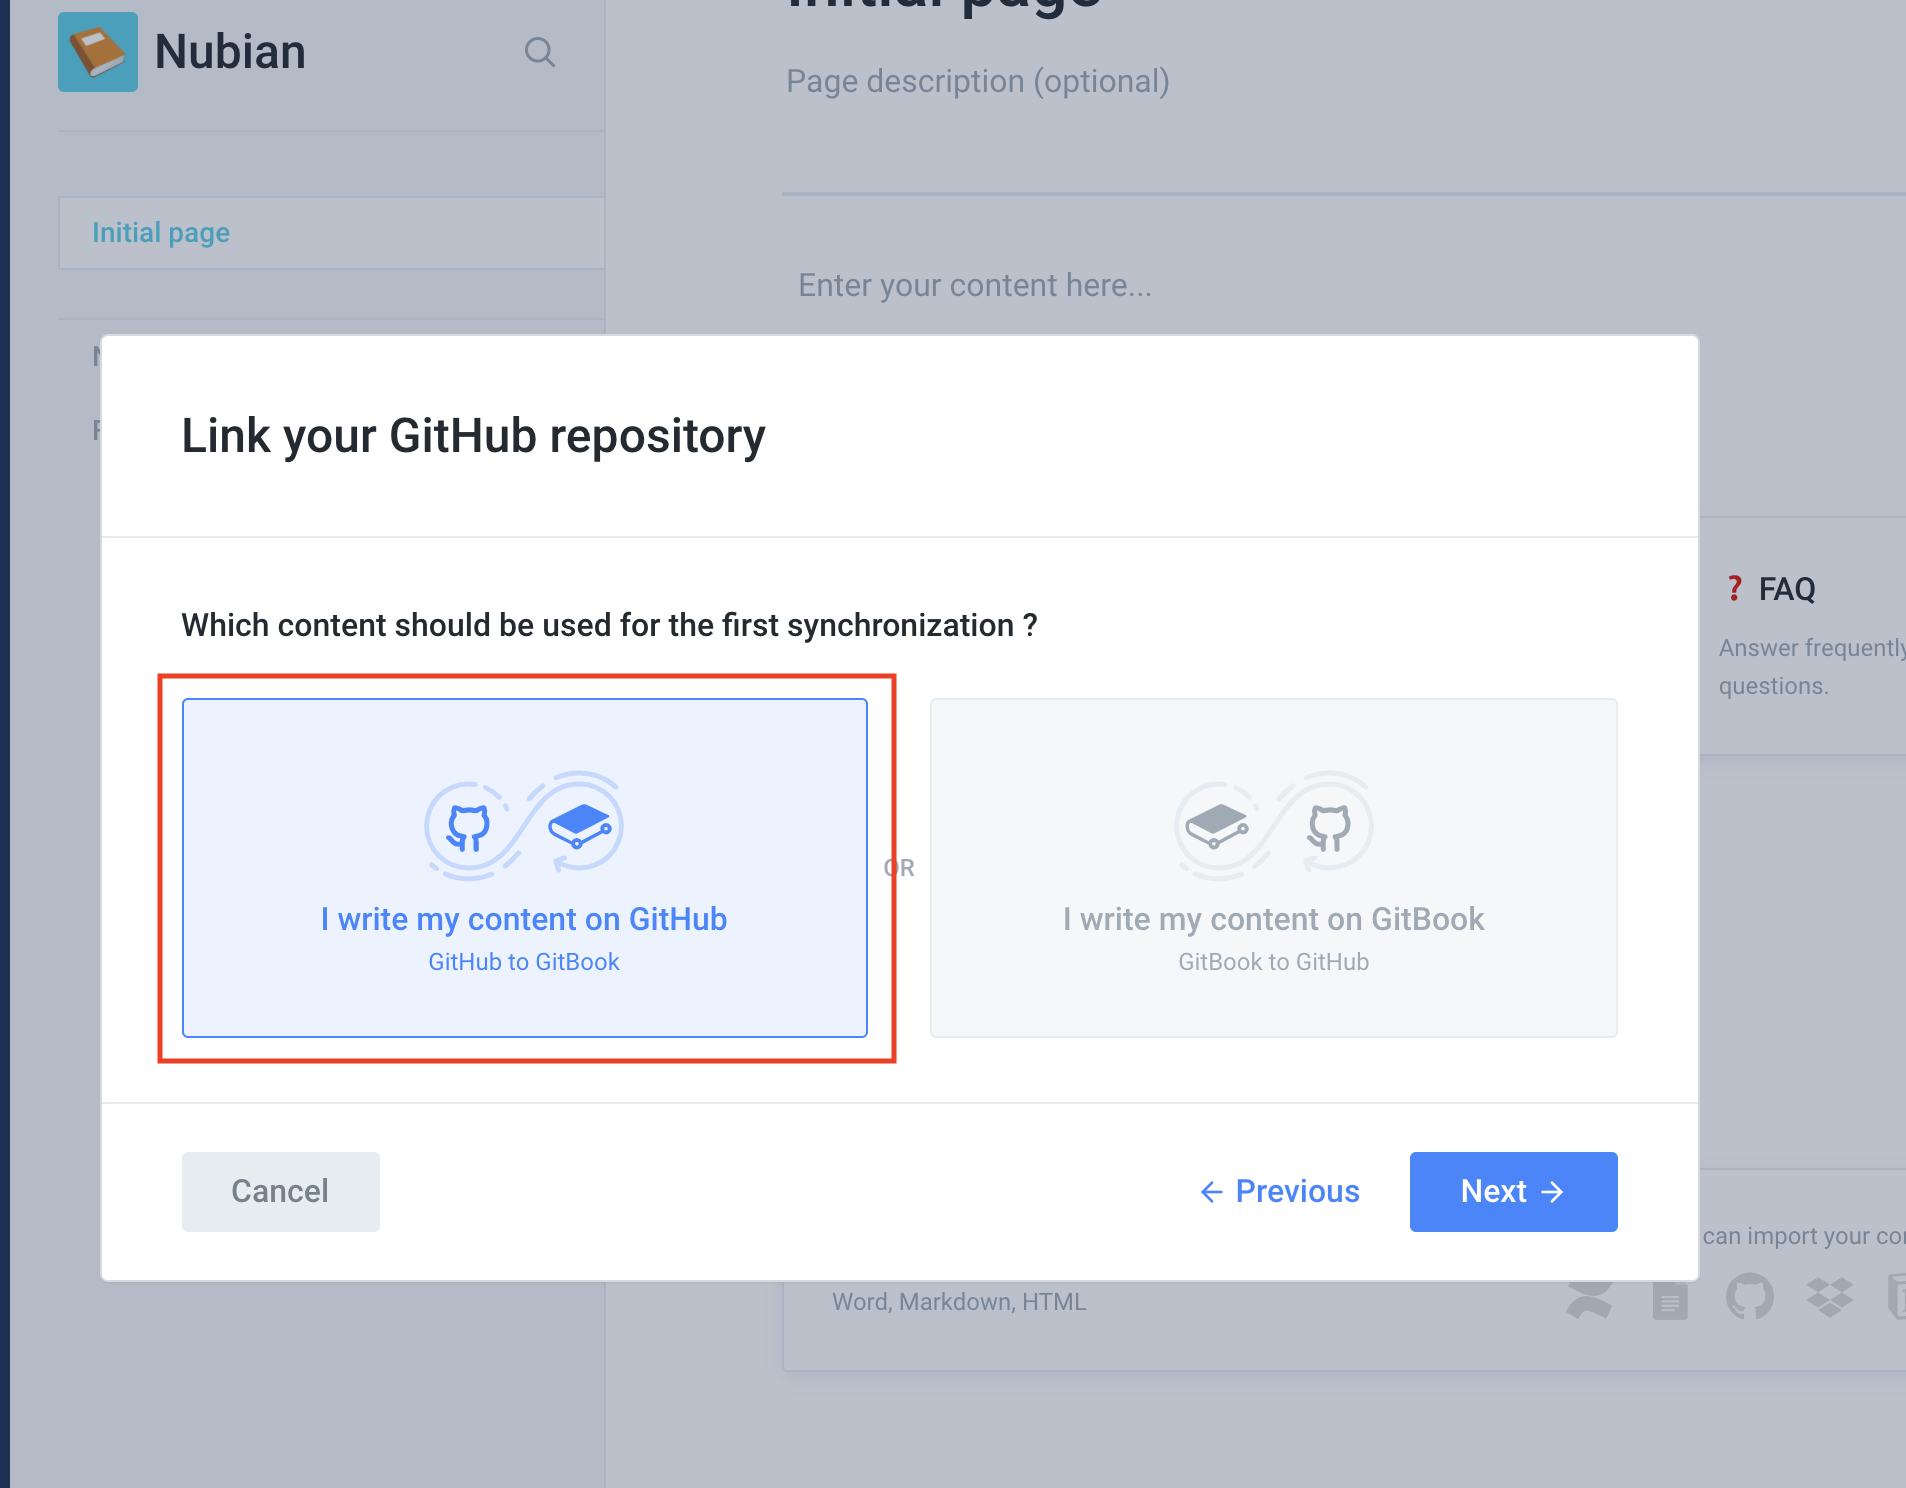 Nubian
Initial page
Page description (optional)
Initial page
Enter your content here...
Link your GitHub repository
Which content should be used for the first synchronization ?
I write my content on GitHub
GitHub to GitBook
OR
I write my content on GitBook
GitBook to GitHub
Cancel
← Previous
Next →
❓ FAQ
Answer frequently
questions.
can import your
Word, Markdown, HTML